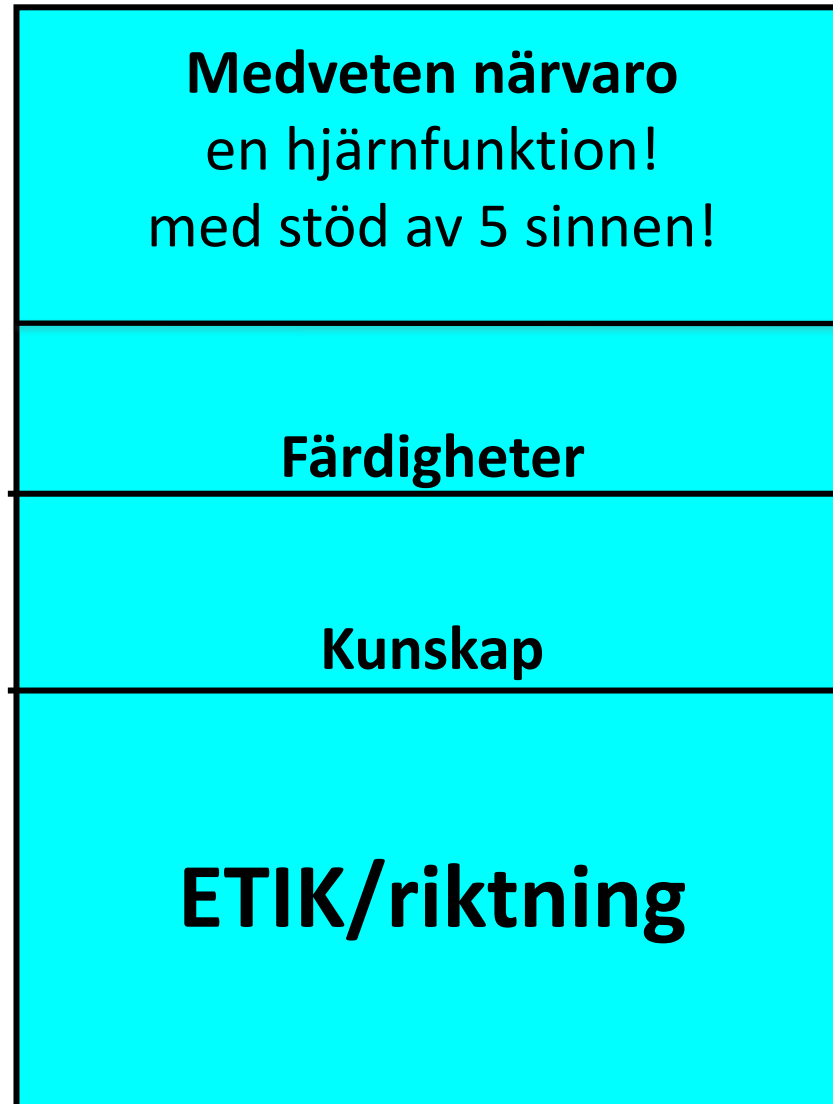 Medveten närvaro
en hjärnfunktion!
med stöd av 5 sinnen!
Färdigheter
Kunskap
ETIK/riktning